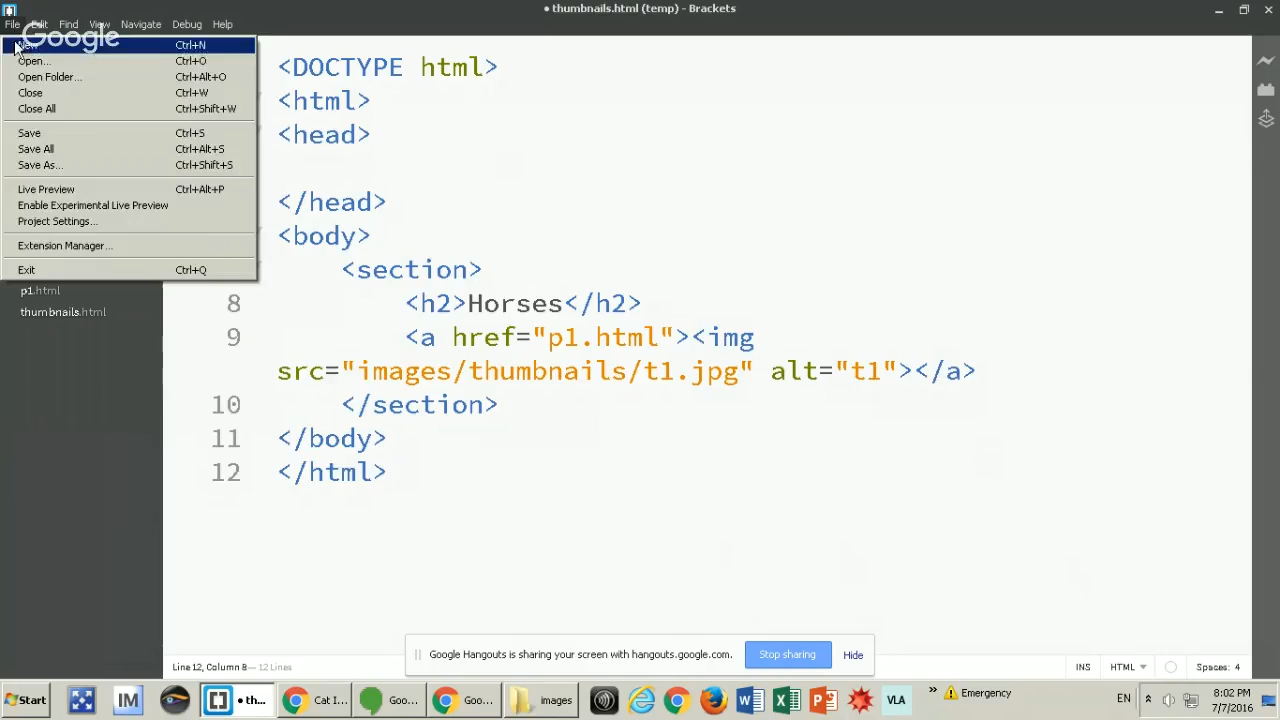 • thumbnails.html (temp) - Brackets
File Edit Find View Navigate Debug Help
Google
New Ctrl+N
Open... Ctrl+O
Open Folder... Ctrl+Alt+O
Close Ctrl+W
Close All Ctrl+Shift+W
Save Ctrl+S
Save All Ctrl+Alt+S
Save As... Ctrl+Shift+S
Live Preview Ctrl+Alt+P
Enable Experimental Live Preview
Project Settings...
Extension Manager...
Exit Ctrl+Q
p1.html
thumbnails.html
<DOCTYPE html>
<html>
<head>
</head>
<body>
<section>
8 <h2>Horses</h2>
9 <a href="p1.html"><img
src="images/thumbnails/t1.jpg" alt="t1"></a>
10 </section>
11 </body>
12 </html>
Google Hangouts is sharing your screen with hangouts.google.com. Stop sharing Hide
Line 12, Column 8 — 12 Lines INS HTML Spaces: 4
Start IM • th... Cat I... Goo... Goo... images VLA » Emergency EN 8:02 PM
7/7/2016